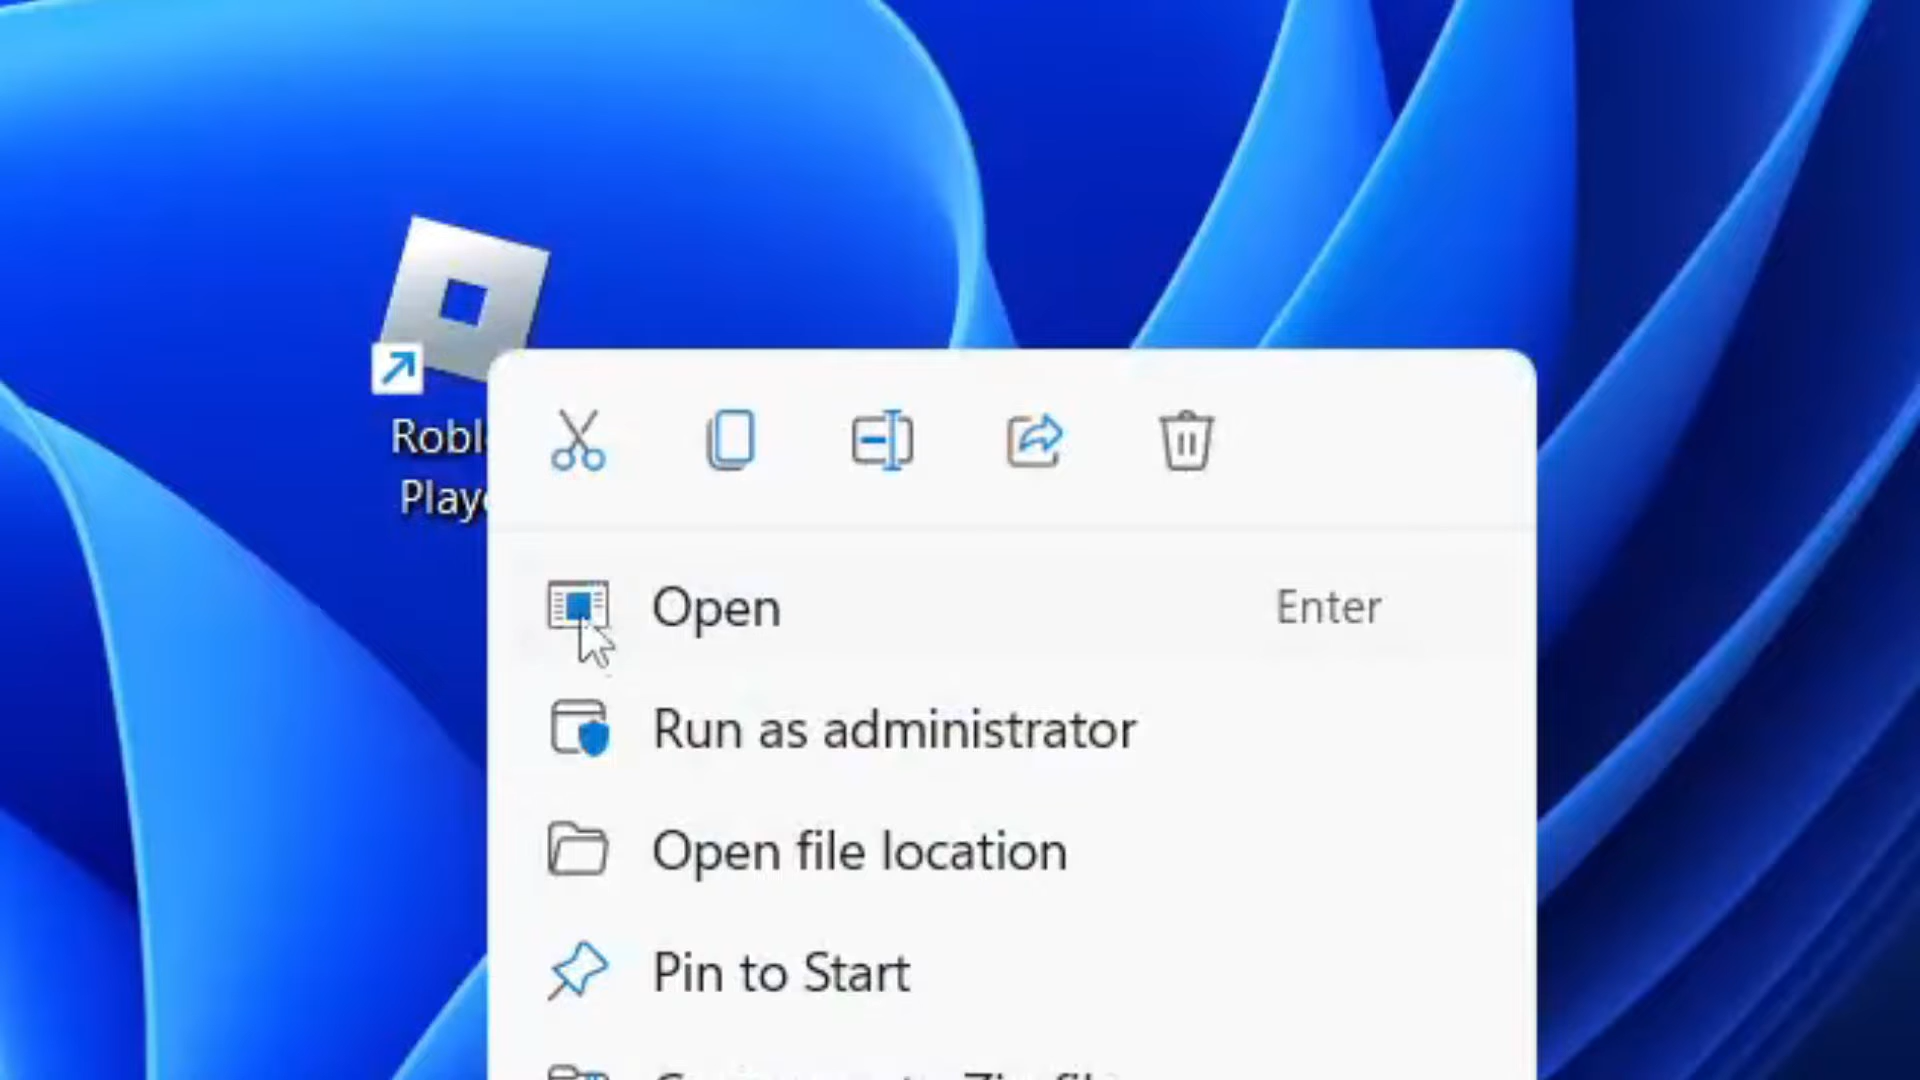 Robl
Playe
Open Enter
Run as administrator
Open file location
Pin to Start